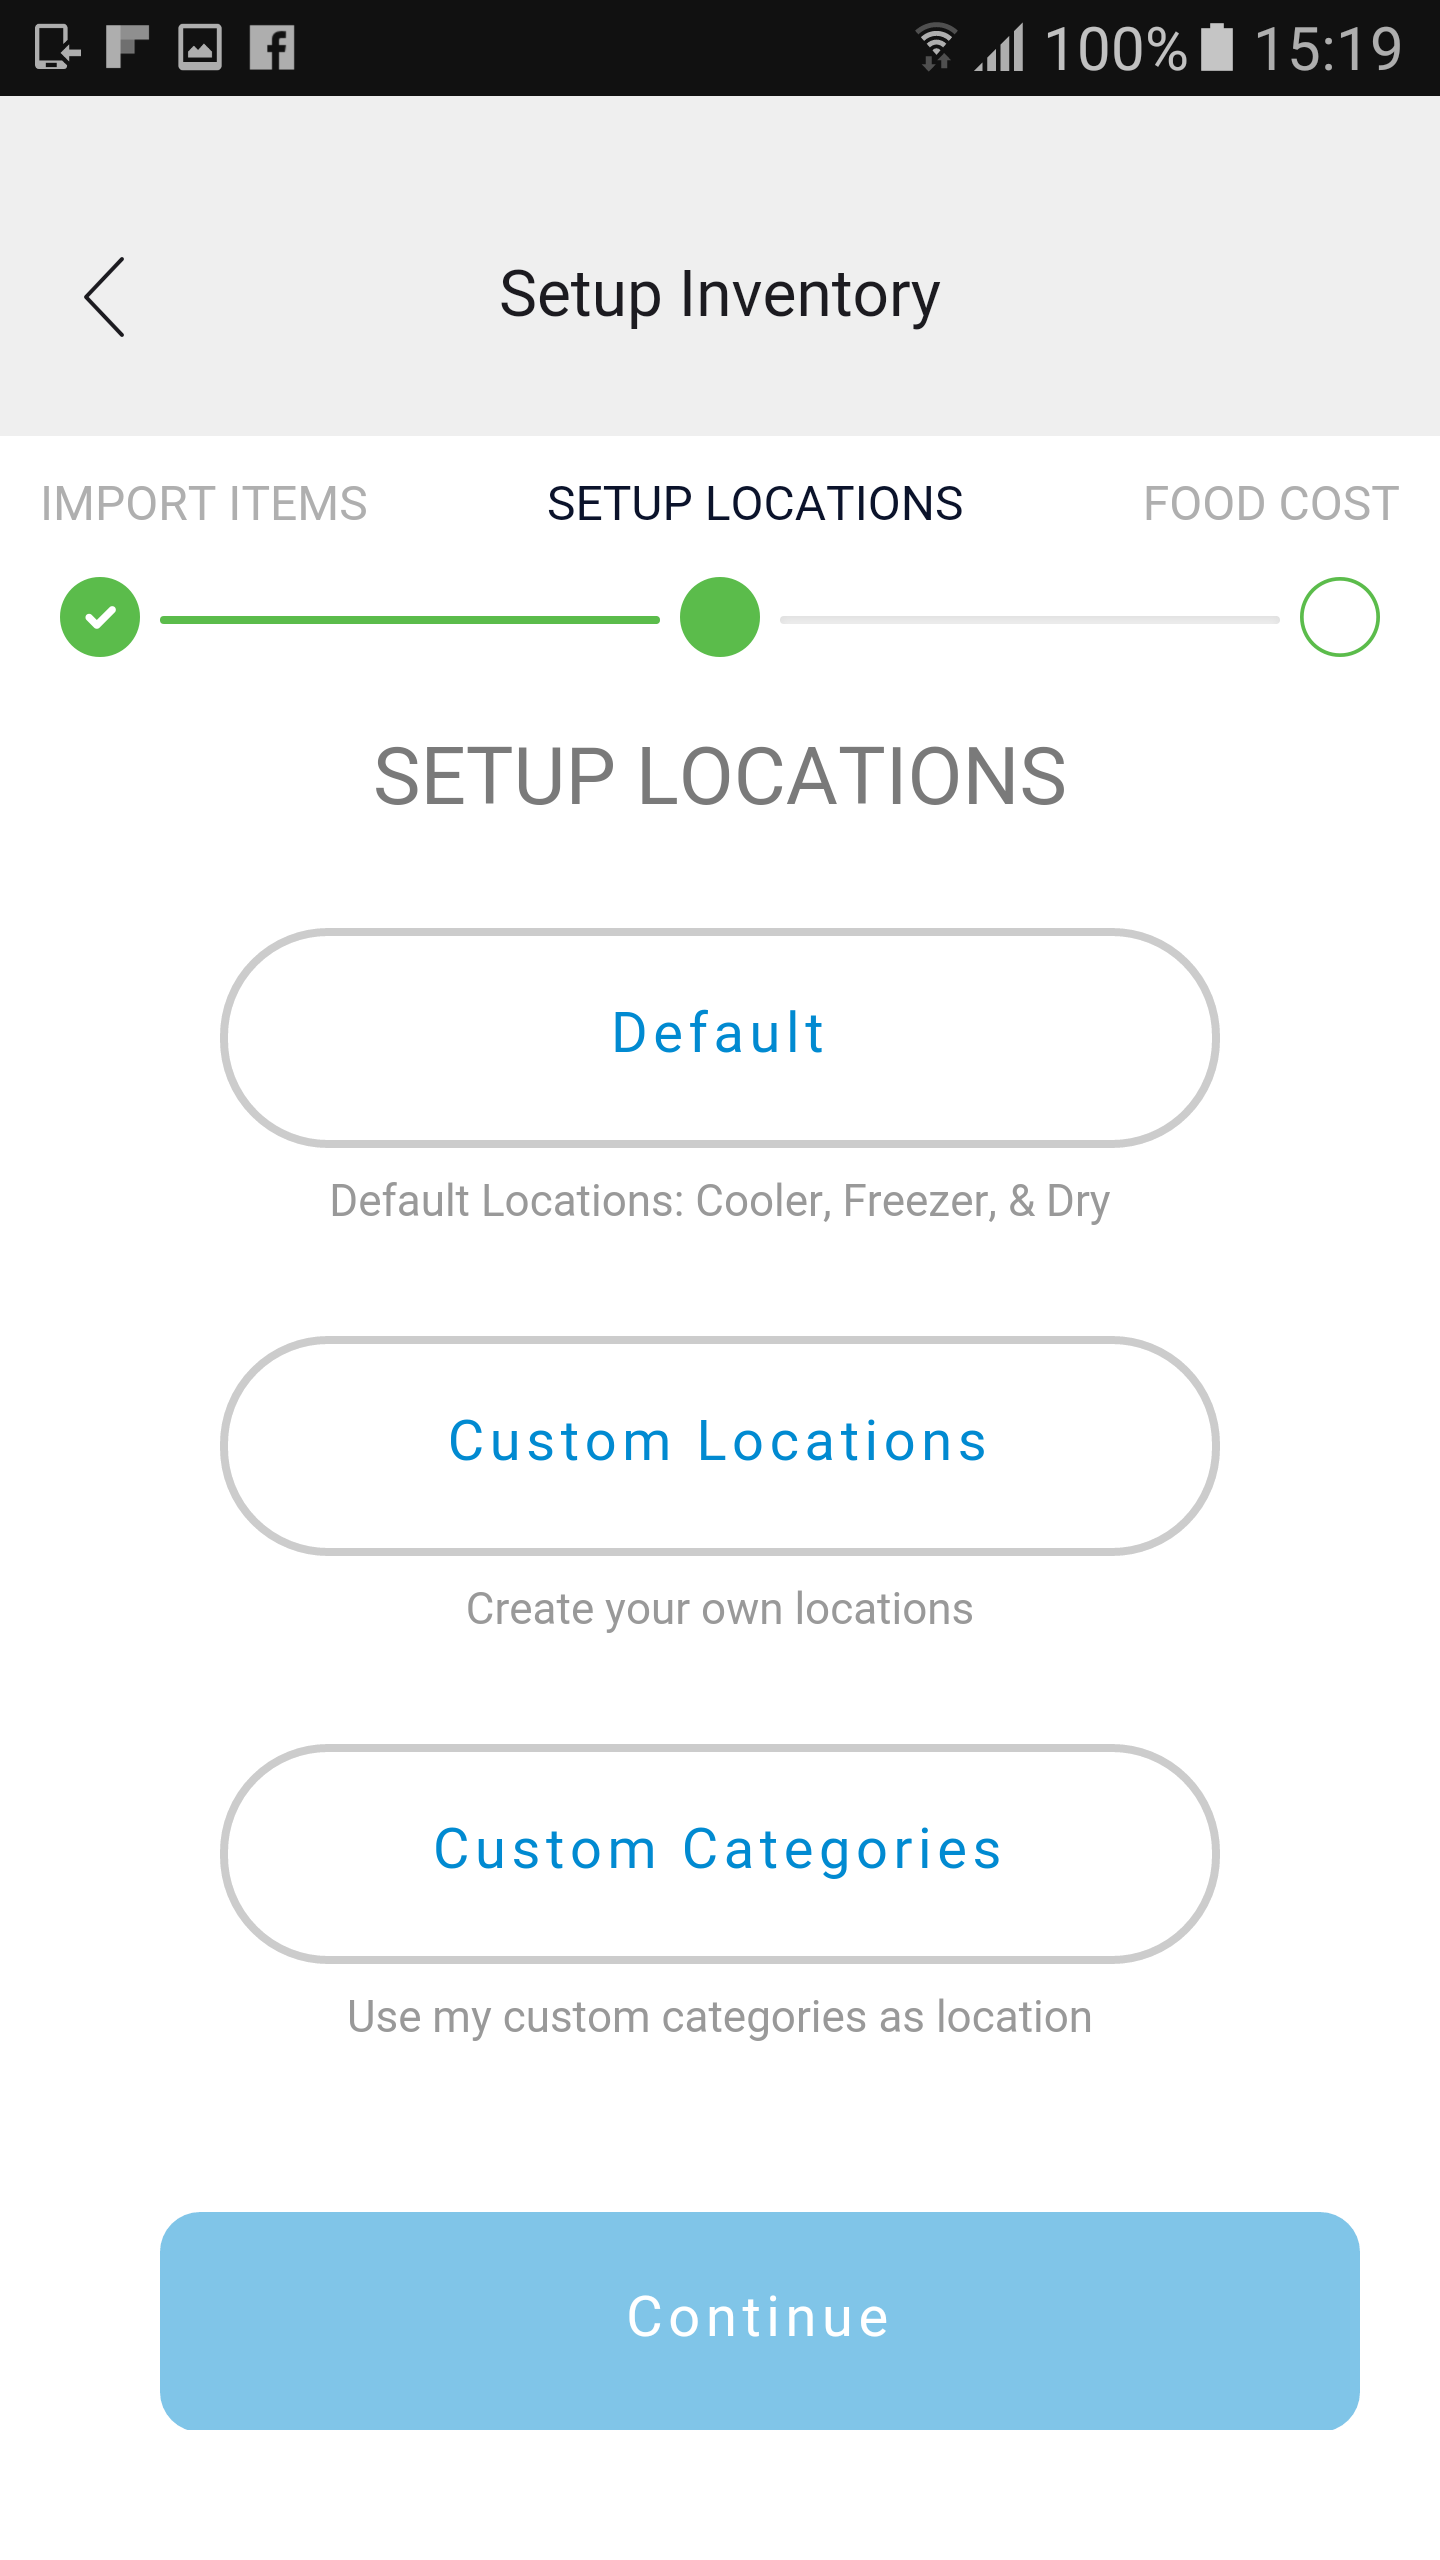 100% 15:19
Setup Inventory
IMPORT ITEMS SETUP LOCATIONS FOOD COST
SETUP LOCATIONS
Default
Default Locations: Cooler, Freezer, & Dry
Custom Locations
Create your own locations
Custom Categories
Use my custom categories as location
Continue